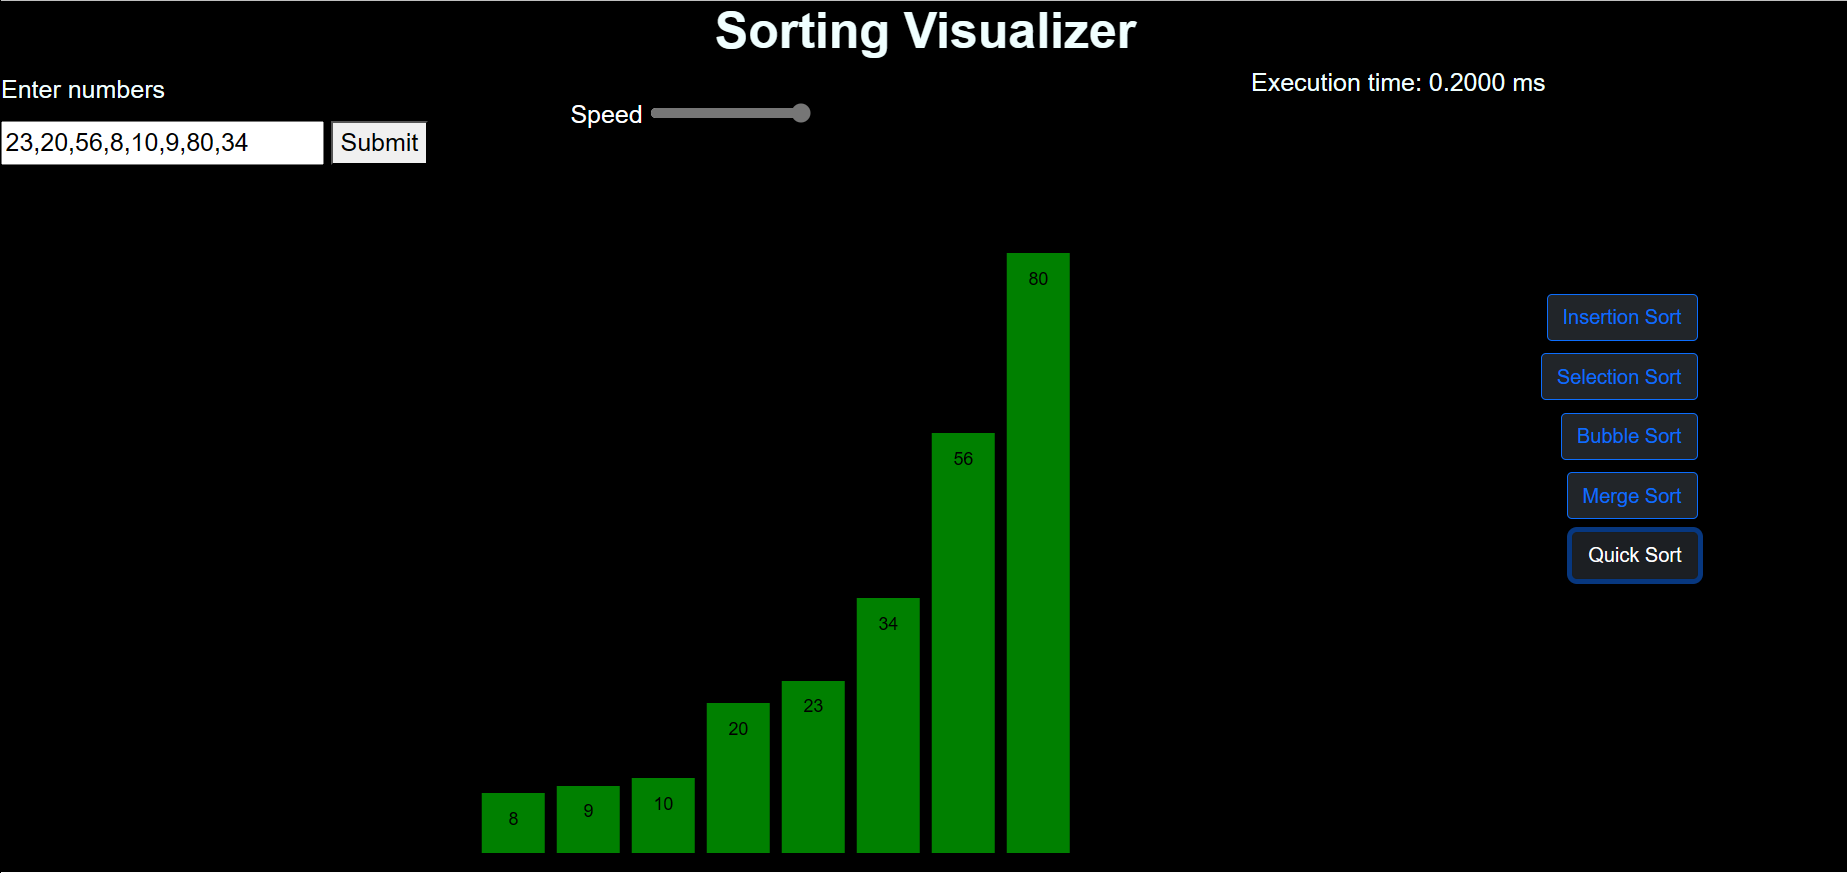 Sorting Visualizer
Enter numbers
23,20,56,8,10,9,80,34
Submit
Speed
Execution time: 0.2000 ms
8
9
10
20
23
34
56
80
Insertion Sort
Selection Sort
Bubble Sort
Merge Sort
Quick Sort